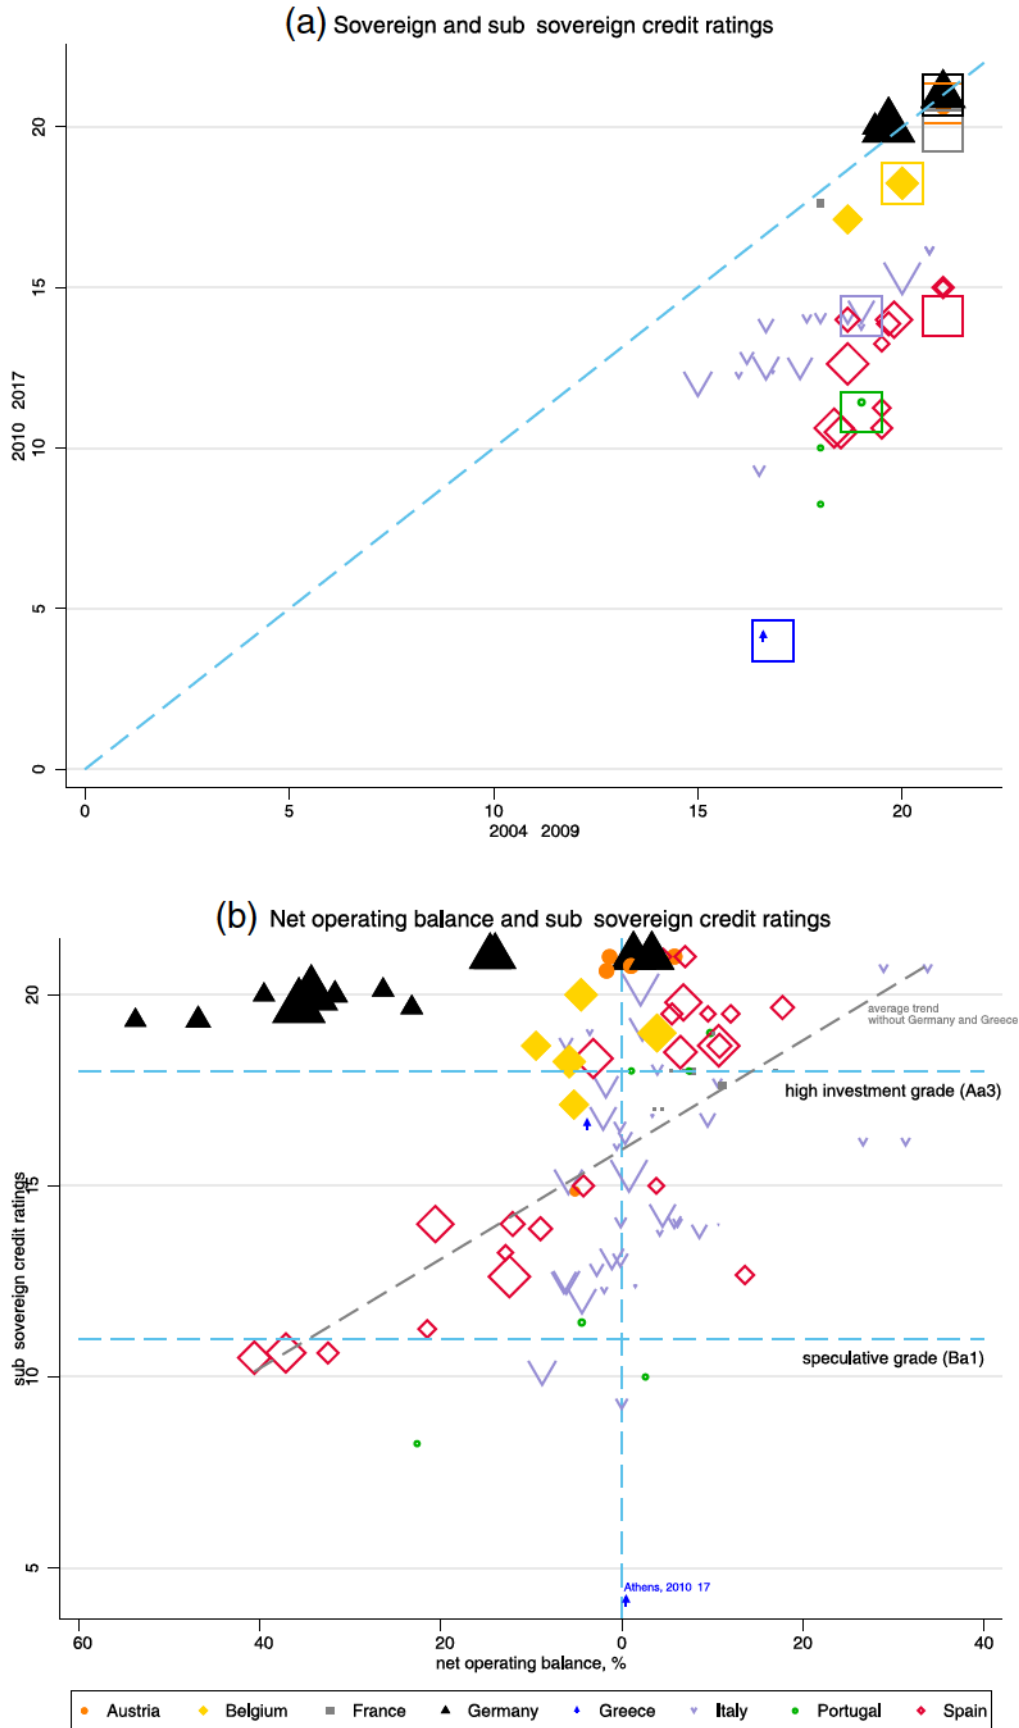 (a) Sovereign and sub sovereign credit ratings
20
15
10
5
0
2010 2017
0 5 10 15 20
2004 2009
(b) Net operating balance and sub sovereign credit ratings
20
15
10
5
sub sovereign credit ratings
average trend
without Germany and Greece
high investment grade (Aa3)
speculative grade (Ba1)
Athens, 2010 17
60 40 20 0 20 40
net operating balance, %
Austria Belgium France Germany Greece Italy Portugal Spain